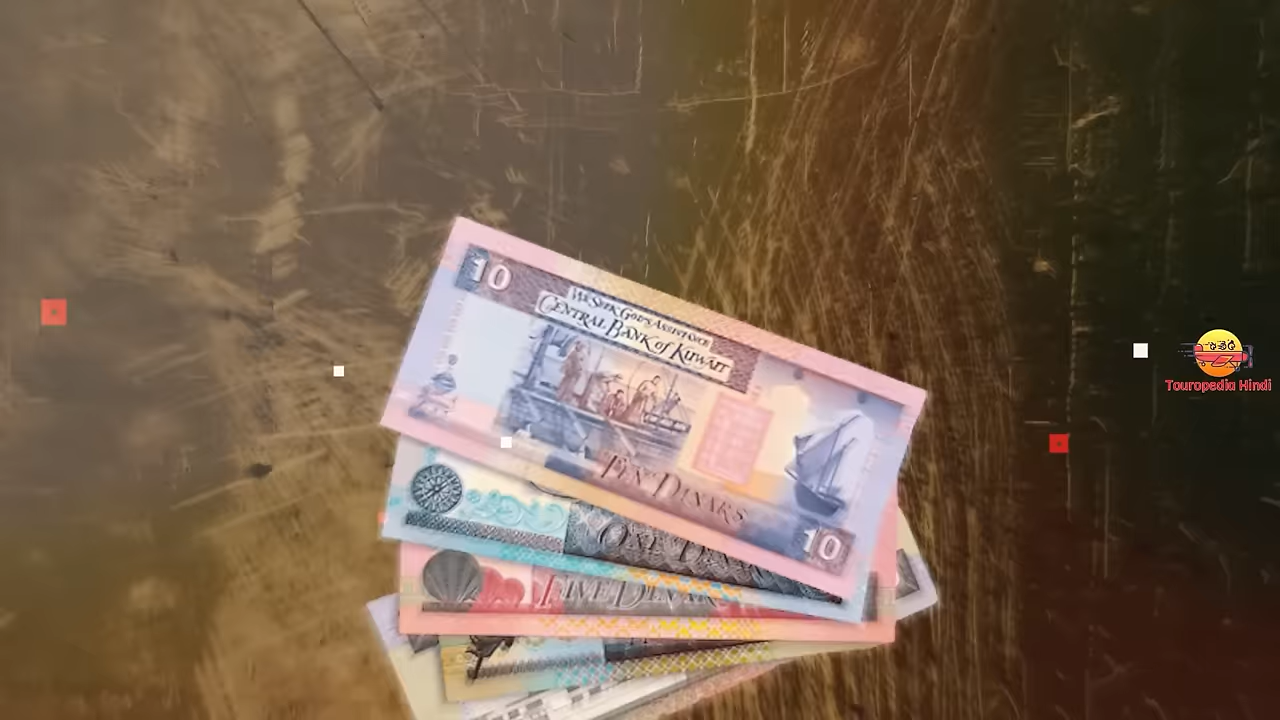 10
WE SEEK GOD'S ASSISTANCE
CENTRAL BANK of KUWAIT
TEN DINARS
10
ONE DINAR
FIVE DINARS
Touropedia Hindi